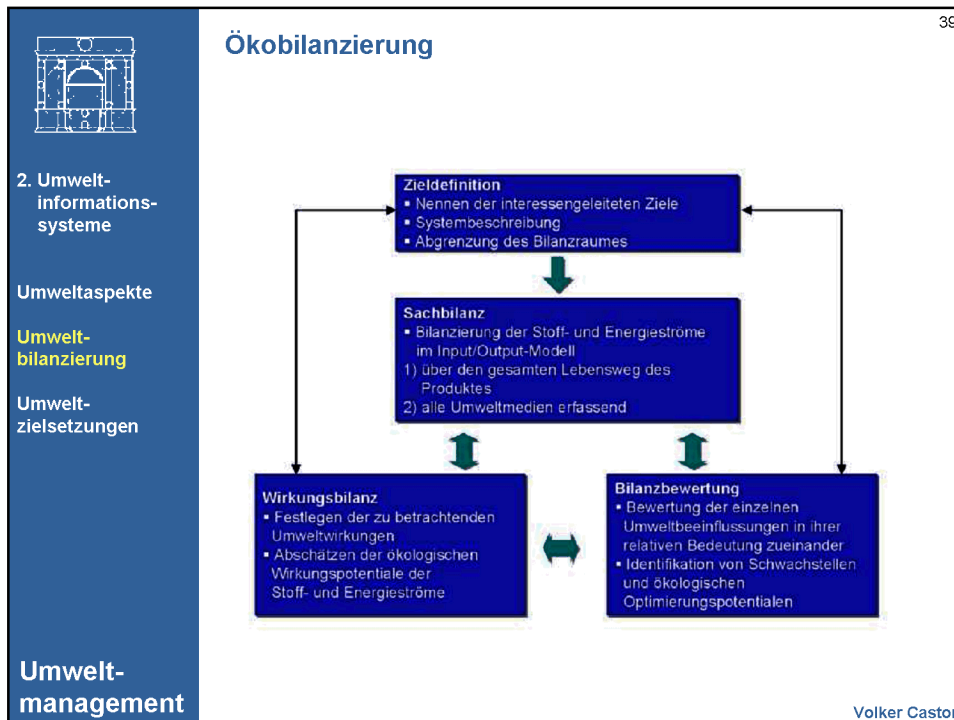 39
Ökobilanzierung
2. Umwelt-
informations-
systeme
Umweltaspekte
Umwelt-
bilanzierung
Umwelt-
zielsetzungen
Umwelt-
management
Zieldefinition
▪ Nennen der interessengeleiteten Ziele
▪ Systembeschreibung
▪ Abgrenzung des Bilanzraumes
Sachbilanz
▪ Bilanzierung der Stoff- und Energieströme
im Input/Output-Modell
1) über den gesamten Lebensweg des
Produktes
2) alle Umweltmedien erfassend
Wirkungsbilanz
▪ Festlegen der zu betrachtenden
Umweltwirkungen
▪ Abschätzen der ökologischen
Wirkungspotentiale der
Stoff- und Energieströme
Bilanzbewertung
▪ Bewertung der einzelnen
Umweltbeeinflussungen in ihrer
relativen Bedeutung zueinander
▪ Identifikation von Schwachstellen
und ökologischen
Optimierungspotentialen
Volker Castor